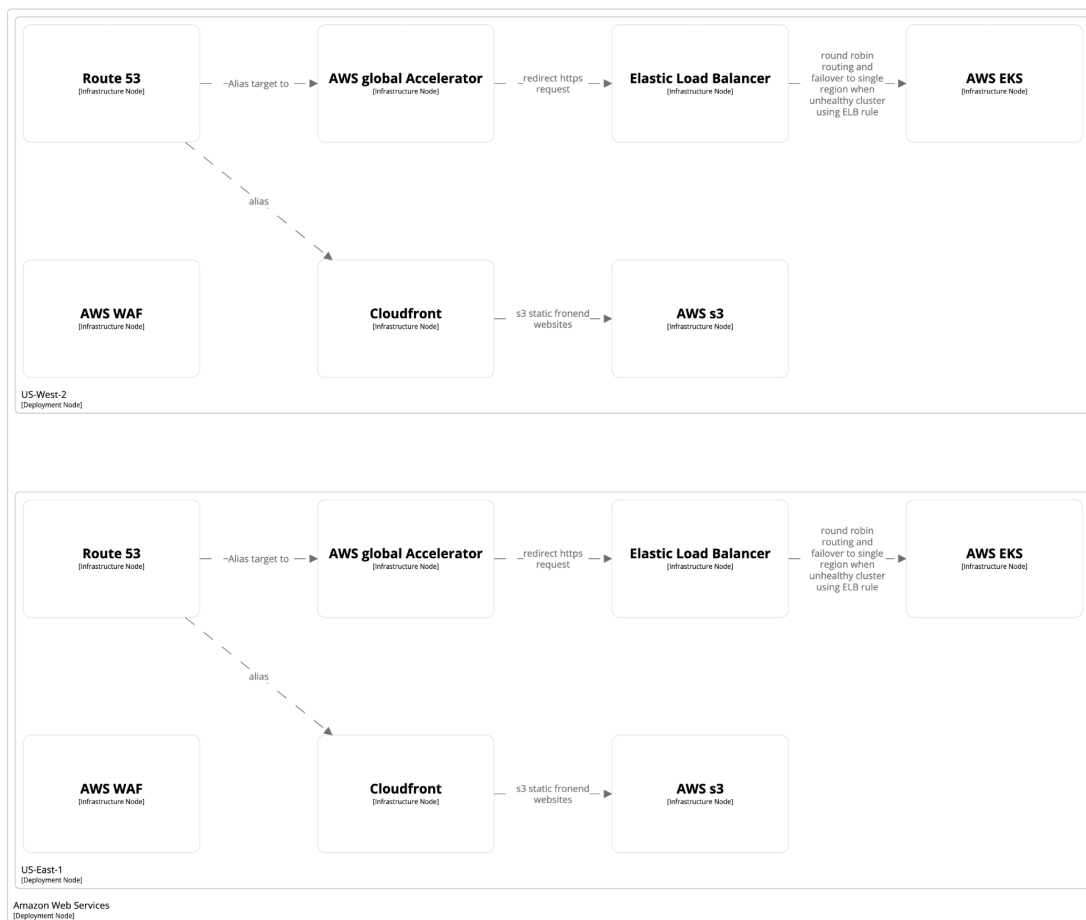 Route 53
[Infrastructure Node]
Alias target to
AWS global Accelerator
[Infrastructure Node]
redirect https
request
Elastic Load Balancer
[Infrastructure Node]
round robin
routing and
failover to single
region when
unhealthy cluster
using ELB rule
AWS EKS
[Infrastructure Node]
alias
AWS WAF
[Infrastructure Node]
Cloudfront
[Infrastructure Node]
s3 static fronend
websites
AWS s3
[Infrastructure Node]
US-West-2
[Deployment Node]
Route 53
[Infrastructure Node]
Alias target to
AWS global Accelerator
[Infrastructure Node]
redirect https
request
Elastic Load Balancer
[Infrastructure Node]
round robin
routing and
failover to single
region when
unhealthy cluster
using ELB rule
AWS EKS
[Infrastructure Node]
alias
AWS WAF
[Infrastructure Node]
Cloudfront
[Infrastructure Node]
s3 static fronend
websites
AWS s3
[Infrastructure Node]
US-East-1
[Deployment Node]
Amazon Web Services
[Deployment Node]